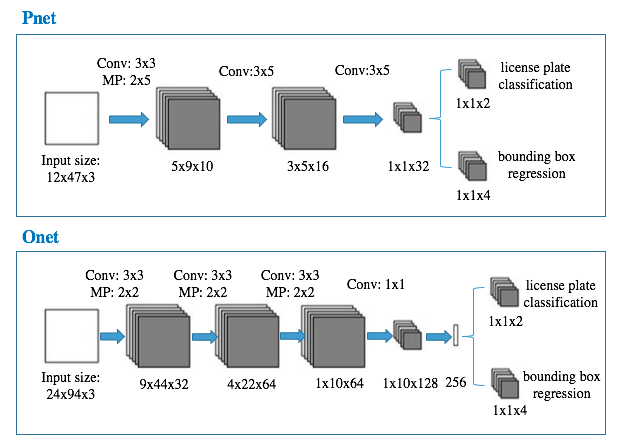 Pnet
Conv: 3x3
MP: 2x5
Conv:3x5
Conv:3x5
license plate
classification
1x1x2
Input size:
12x47x3
5x9x10
3x5x16
1x1x32
bounding box
regression
1x1x4
Onet
Conv: 3x3
MP: 2x2
Conv: 3x3
MP: 2x2
Conv: 3x3
MP: 2x2
Conv: 1x1
license plate
classification
1x1x2
Input size:
24x94x3
9x44x32
4x22x64
1x10x64
1x10x128
256
bounding box
regression
1x1x4